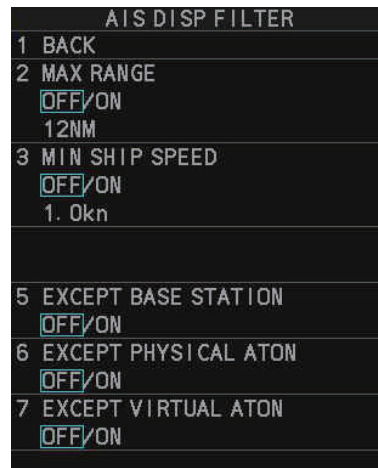 AIS DISP FILTER
1 BACK
2 MAX RANGE
OFF/ON
12NM
3 MIN SHIP SPEED
OFF/ON
1.0kn
5 EXCEPT BASE STATION
OFF/ON
6 EXCEPT PHYSICAL ATON
OFF/ON
7 EXCEPT VIRTUAL ATON
OFF/ON